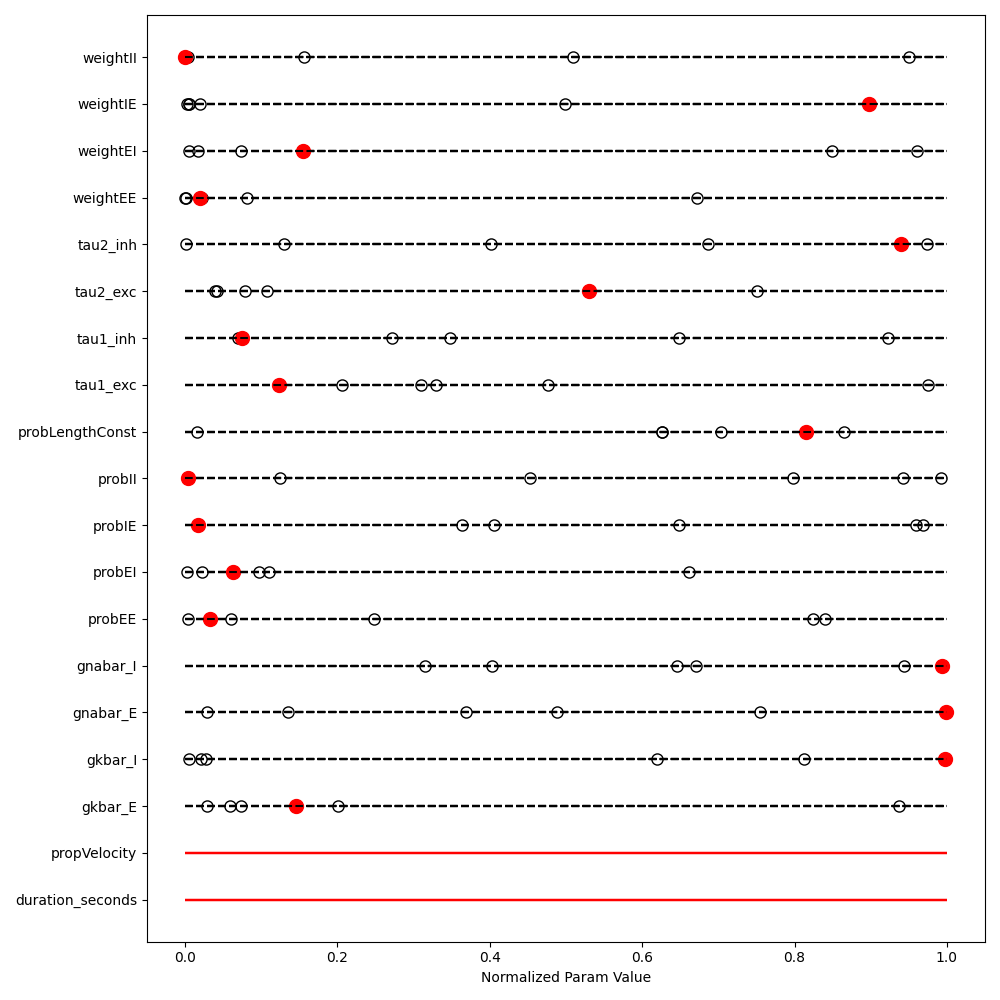 weightII
weightIE
weightEI
weightEE
tau2_inh
tau2_exc
tau1_inh
tau1_exc
probLengthConst
probII
probIE
probEI
probEE
gnabar_I
gnabar_E
gkbar_I
gkbar_E
propVelocity
duration_seconds
0.0 0.2 0.4 0.6 0.8 1.0
Normalized Param Value